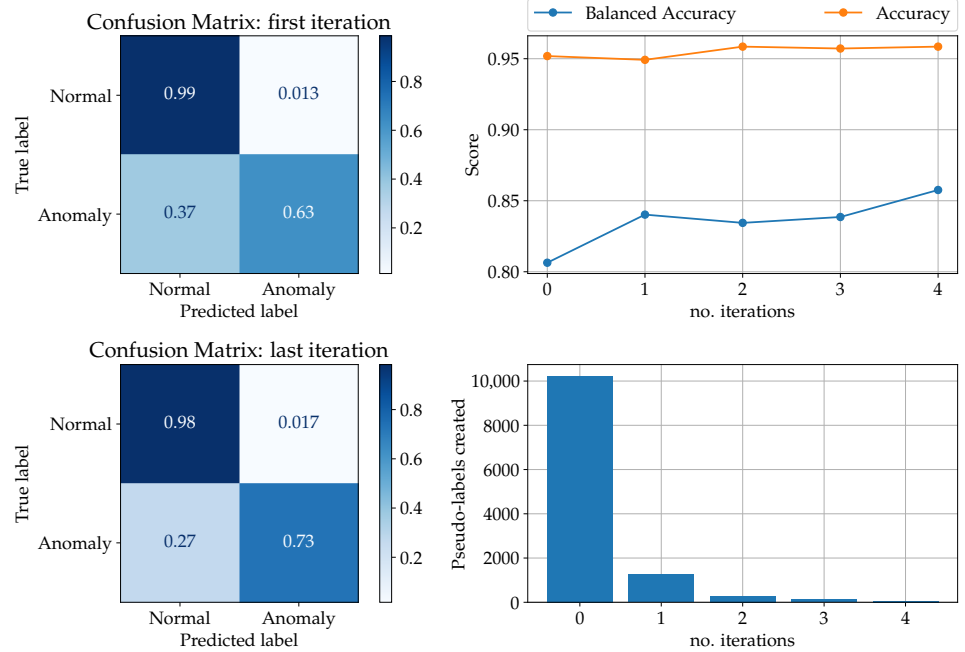 Confusion Matrix: first iteration
True label
Normal
Anomaly
0.99
0.013
0.37
0.63
Normal
Anomaly
Predicted label
0.8
0.6
0.4
0.2
Balanced Accuracy
Accuracy
Score
0.95
0.90
0.85
0.80
0
1
2
3
4
no. iterations
Confusion Matrix: last iteration
True label
Normal
Anomaly
0.98
0.017
0.27
0.73
Normal
Anomaly
Predicted label
0.8
0.6
0.4
0.2
Pseudo-labels created
10,000
8000
6000
4000
2000
0
0
1
2
3
4
no. iterations